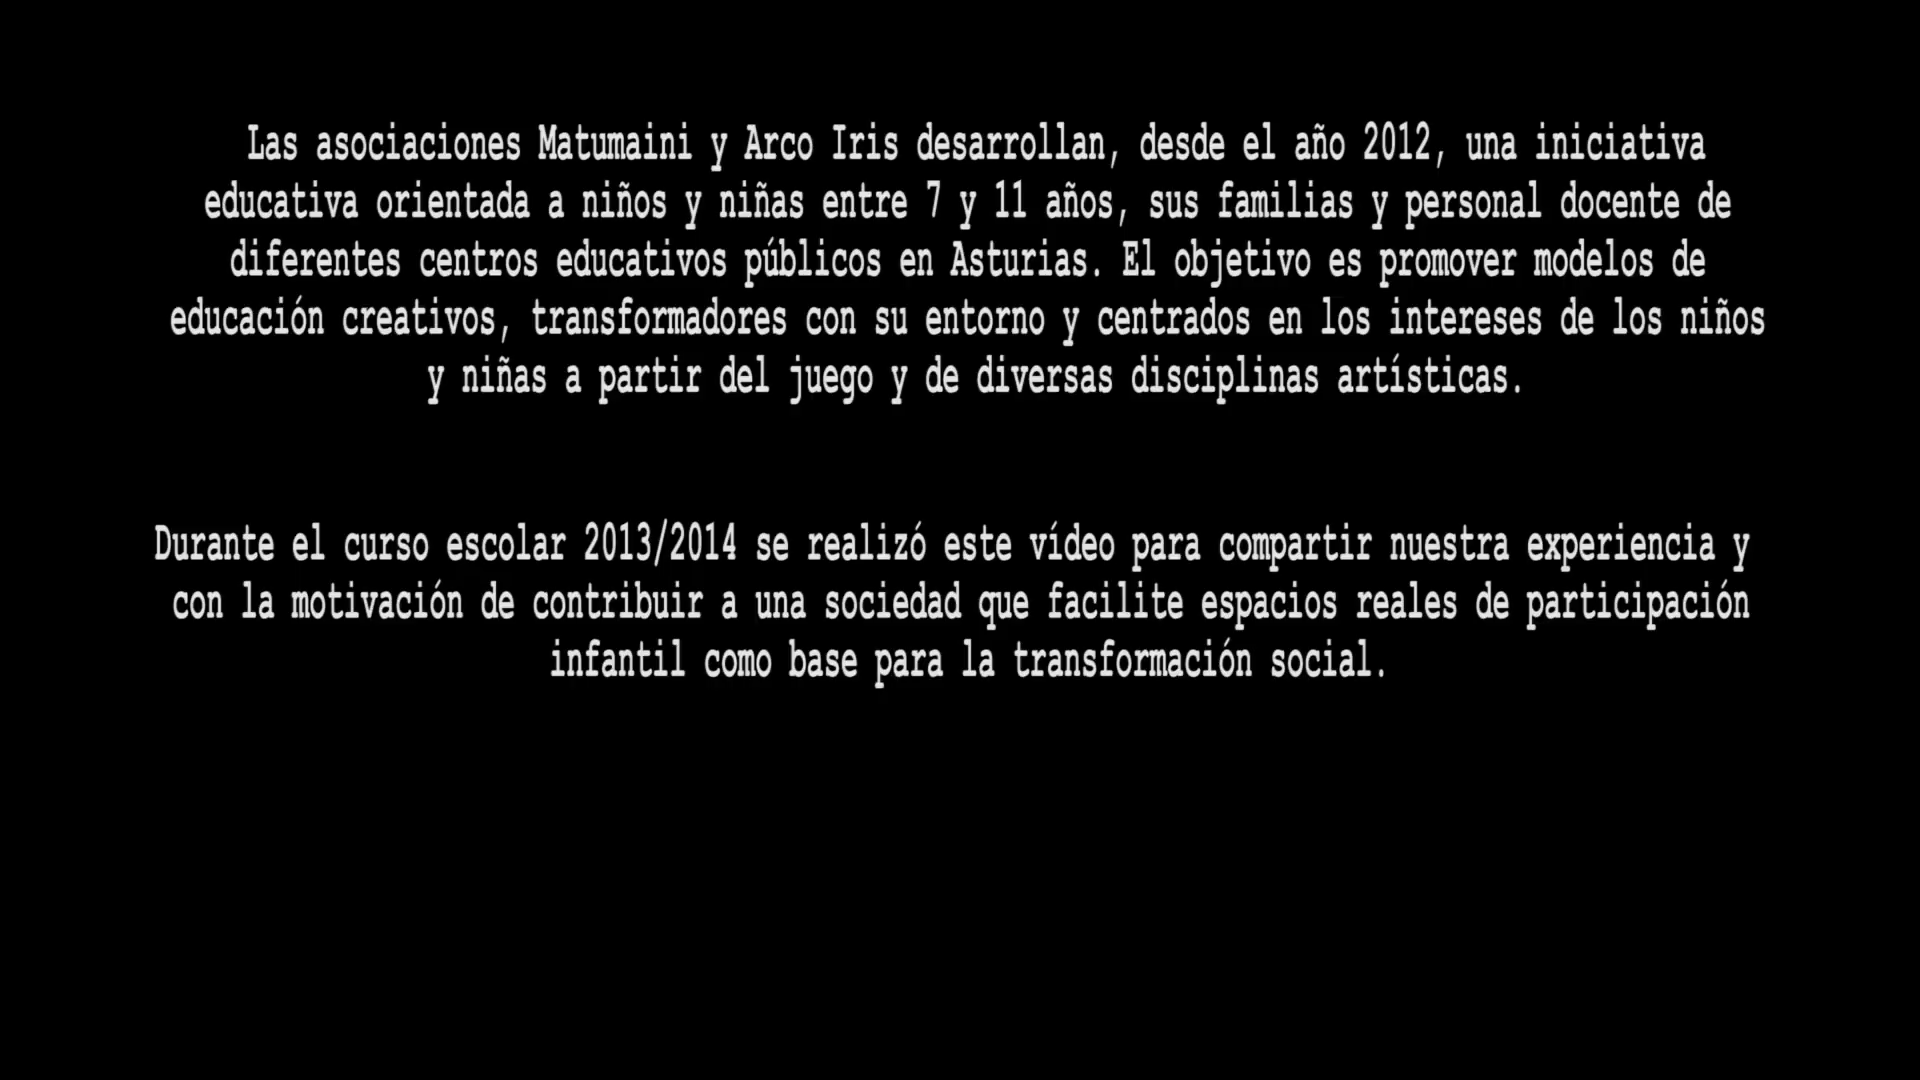 Las asociaciones Matumaini y Arco Iris desarrollan, desde el año 2012, una iniciativa
educativa orientada a niños y niñas entre 7 y 11 años, sus familias y personal docente de
diferentes centros educativos públicos en Asturias. El objetivo es promover modelos de
educación creativos, transformadores con su entorno y centrados en los intereses de los niños
y niñas a partir del juego y de diversas disciplinas artísticas.
Durante el curso escolar 2013/2014 se realizó este vídeo para compartir nuestra experiencia y
con la motivación de contribuir a una sociedad que facilite espacios reales de participación
infantil como base para la transformación social.